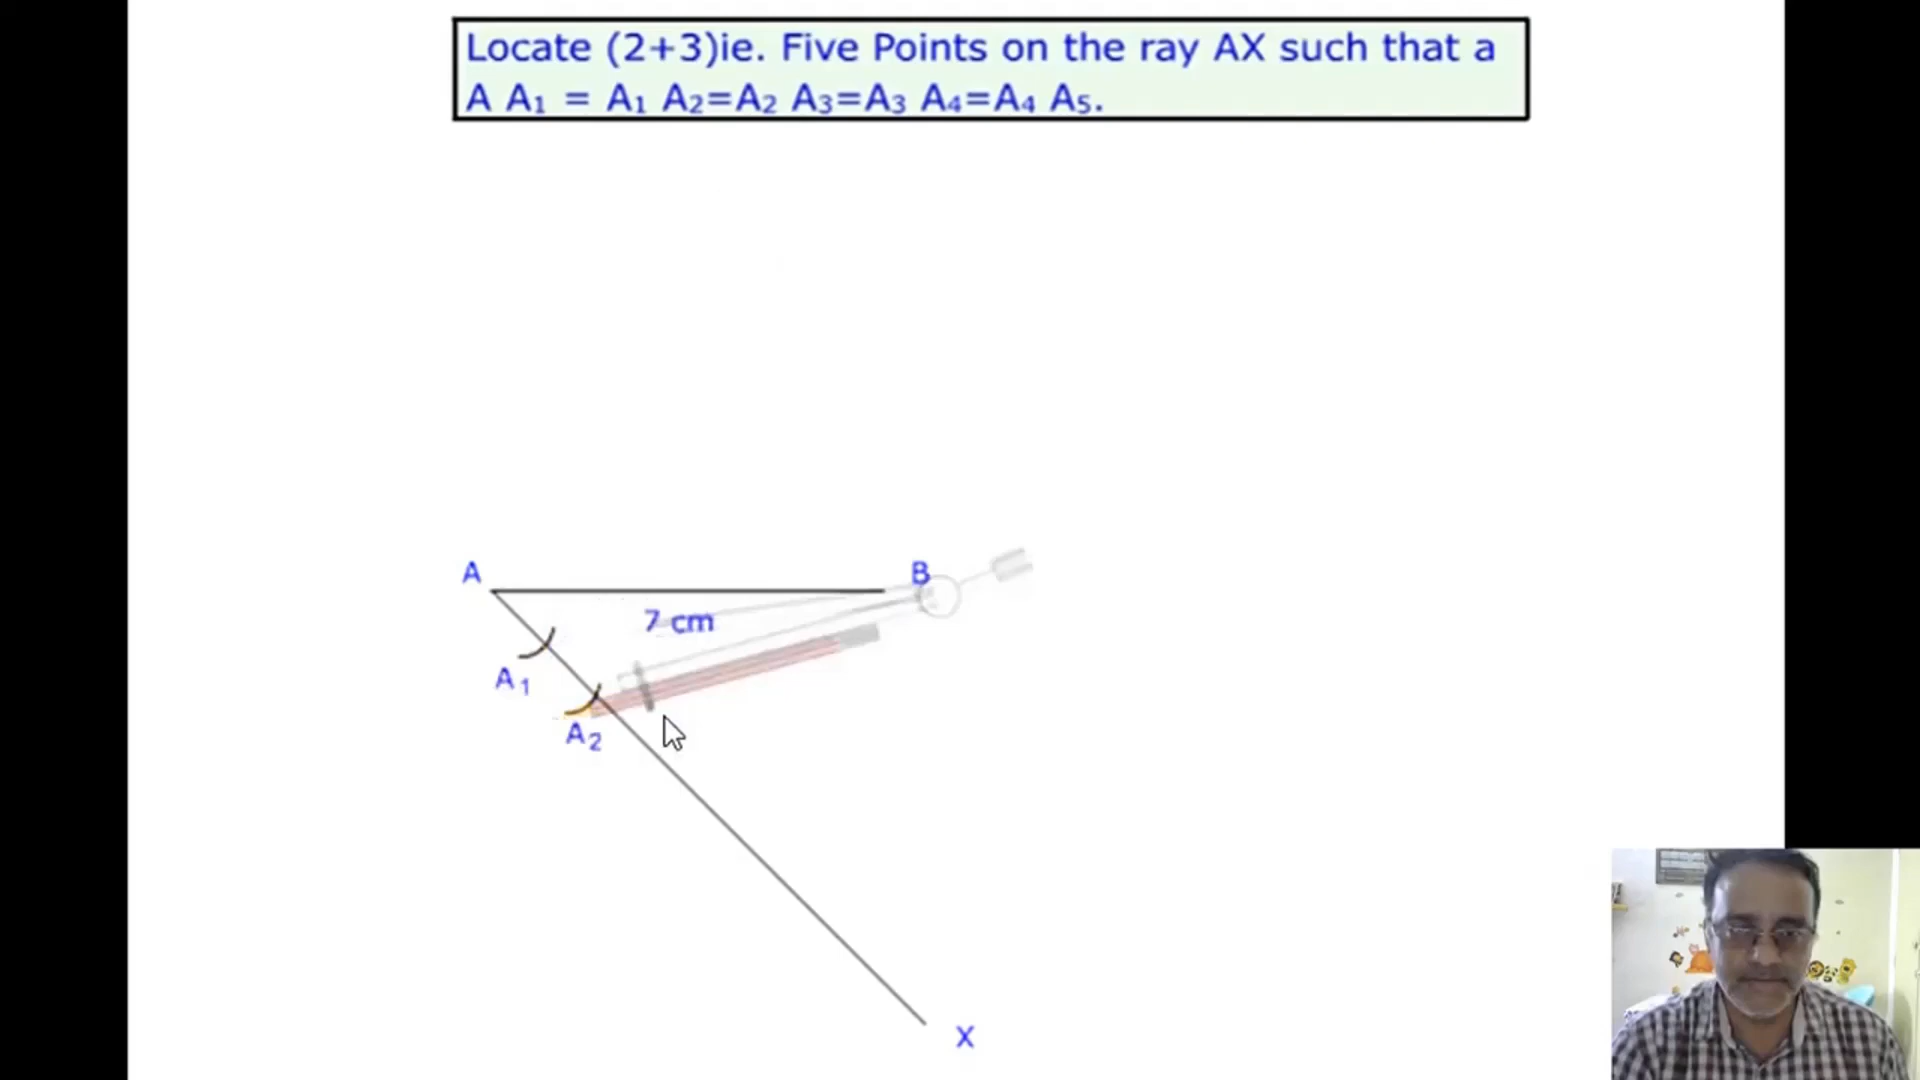 Locate (2+3)ie. Five Points on the ray AX such that a
A A₁ = A₁ A₂=A₂ A₃=A₃ A₄=A₄ A₅.
A
B
7 cm
A₁
A₂
X